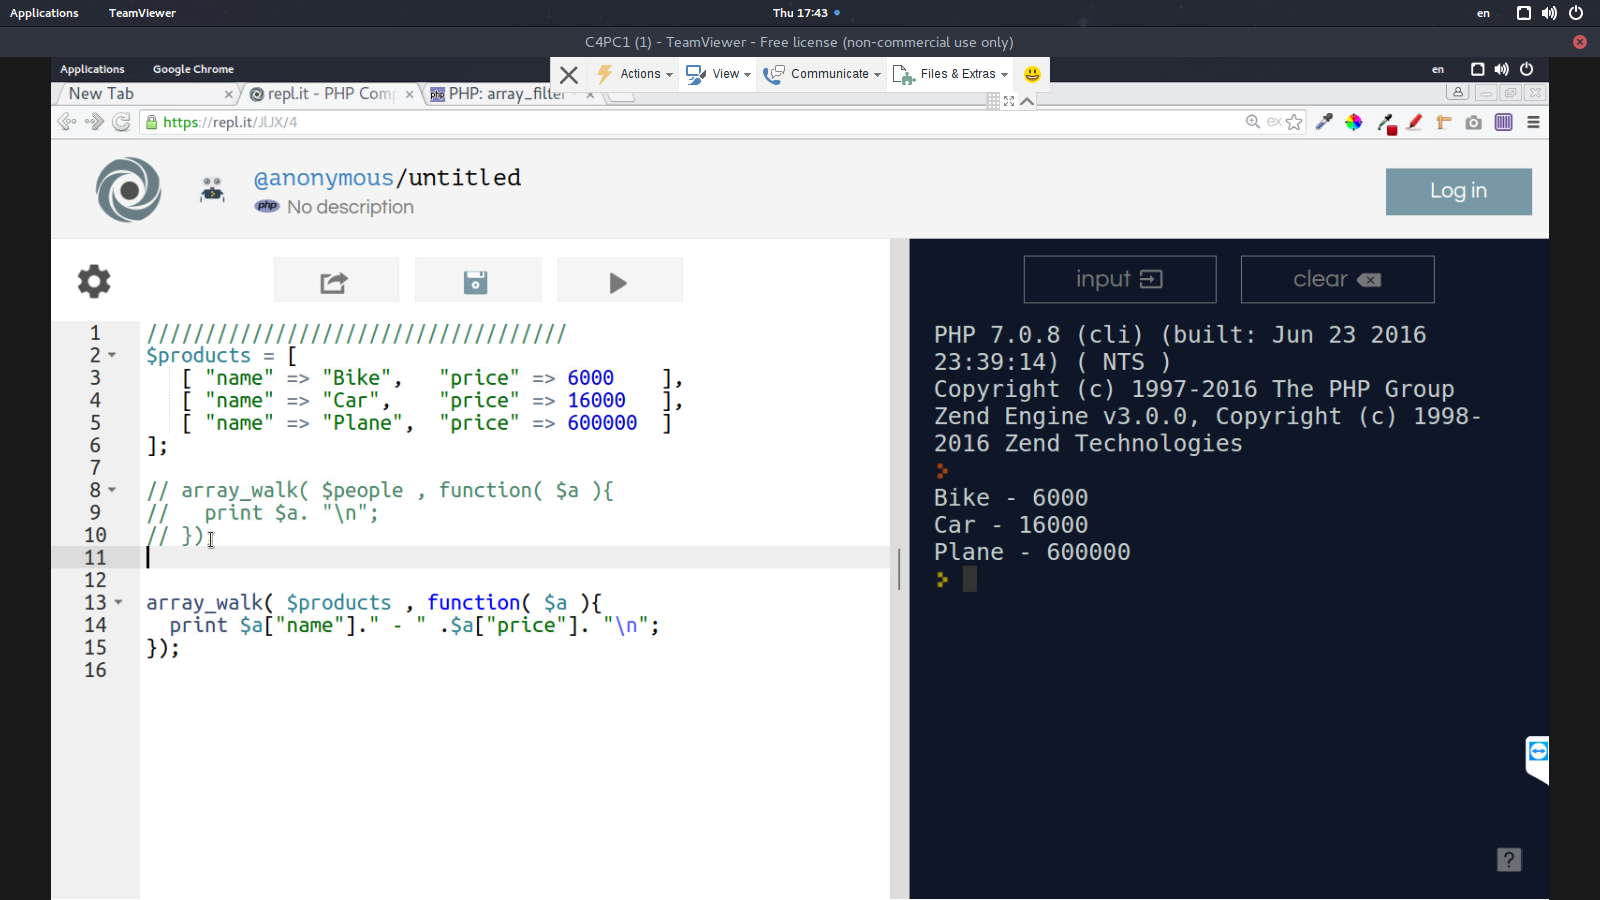 Applications TeamViewer Thu 17:43 en
C4PC1 (1) - TeamViewer - Free license (non-commercial use only)
Applications Google Chrome en
Actions View Communicate Files & Extras
New Tab repl.it - PHP Com PHP: array_filte
https://repl.it/JIJX/4
@anonymous/untitled
php No description
Log in
input clear
1 ////////////////////////////////////
2 $products = [
3 [ "name" => "Bike", "price" => 6000 ],
4 [ "name" => "Car", "price" => 16000 ],
5 [ "name" => "Plane", "price" => 600000 ]
6 ];
7
8 // array_walk( $people , function( $a ){
9 // print $a. "\n";
10 // })
11
12
13 array_walk( $products , function( $a ){
14 print $a["name"]." - " .$a["price"]. "\n";
15 });
16
PHP 7.0.8 (cli) (built: Jun 23 2016
23:39:14) ( NTS )
Copyright (c) 1997-2016 The PHP Group
Zend Engine v3.0.0, Copyright (c) 1998-
2016 Zend Technologies
>
Bike - 6000
Car - 16000
Plane - 600000
>
?